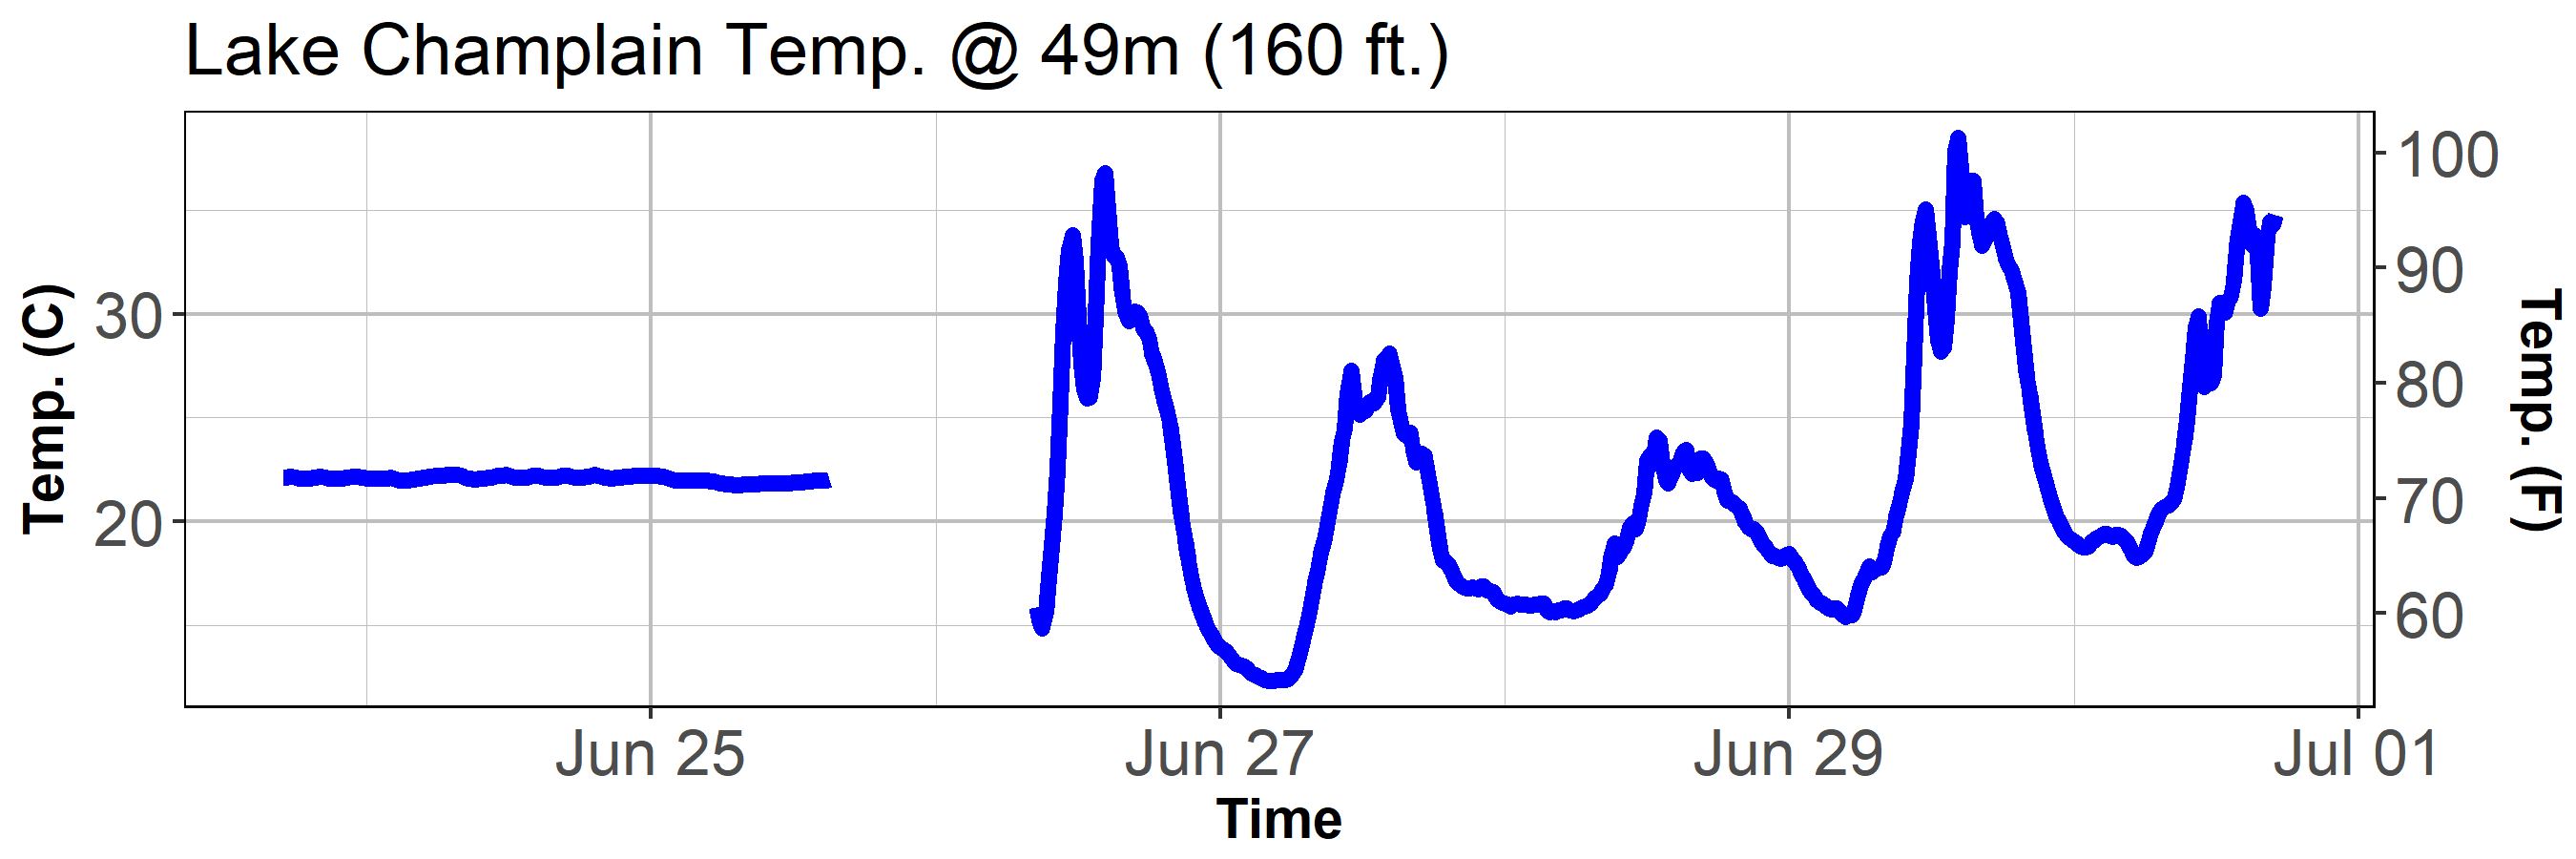 Lake Champlain Temp. @ 49m (160 ft.)
Temp. (C)
30
20
100
90
80
70
60
Temp. (F)
Jun 25
Jun 27
Jun 29
Jul 01
Time